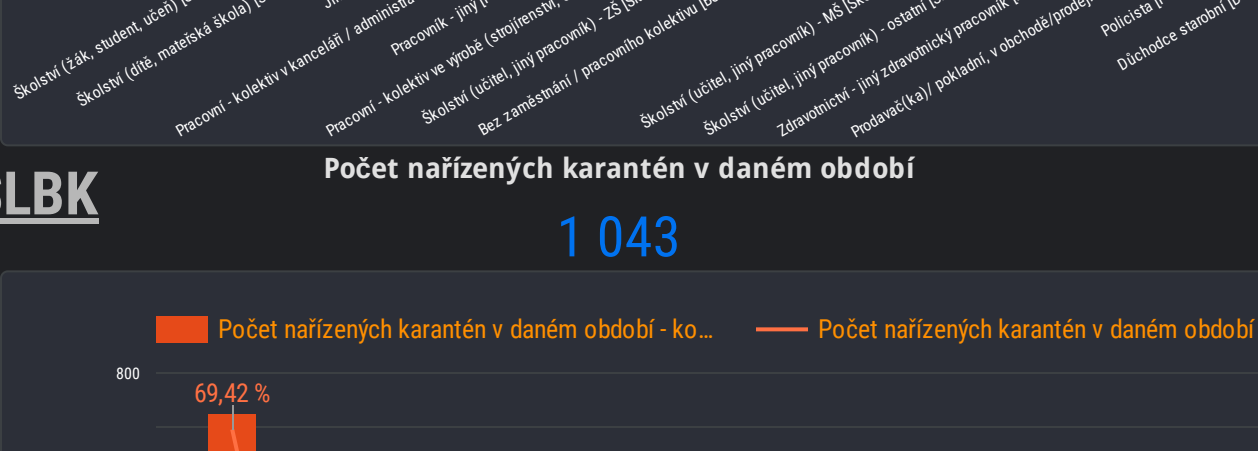 Školství (žák, student, učeň)
Školství (dítě, mateřská škola)
Pracovní - kolektiv v kanceláři /
Pracovník - jiný
Pracovní - kolektiv ve výrobě (strojírenství,
Školství (učitel, jiný pracovník) - ZŠ
Bez zaměstnání / pracovního kolektivu
Školství (učitel, jiný pracovník) - MŠ
Školství (učitel, jiný pracovník) - ostatní
Zdravotnictví - jiný zdravotnický pracovník
Prodavač(ka)/ pokladní, v obchodě/prodej
Policista
Důchodce starobní
SLBK
Počet nařízených karantén v daném období
1 043
Počet nařízených karantén v daném období - ko...
Počet nařízených karantén v daném období
800
69,42 %